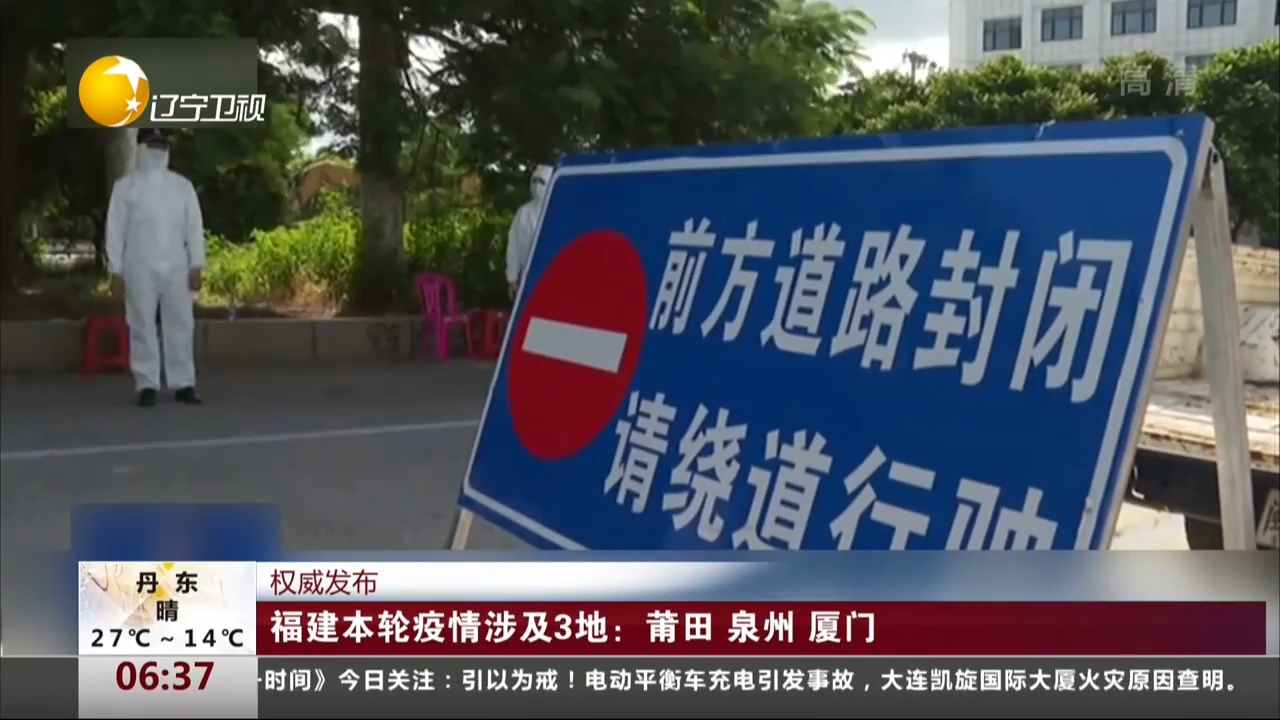 辽宁卫视
高清
前方道路封闭
请绕道行驶
丹东
晴
27℃~14℃
权威发布
福建本轮疫情涉及3地：莆田 泉州 厦门
06:37
时间》今日关注：引以为戒！电动平衡车充电引发事故，大连凯旋国际大厦火灾原因查明。